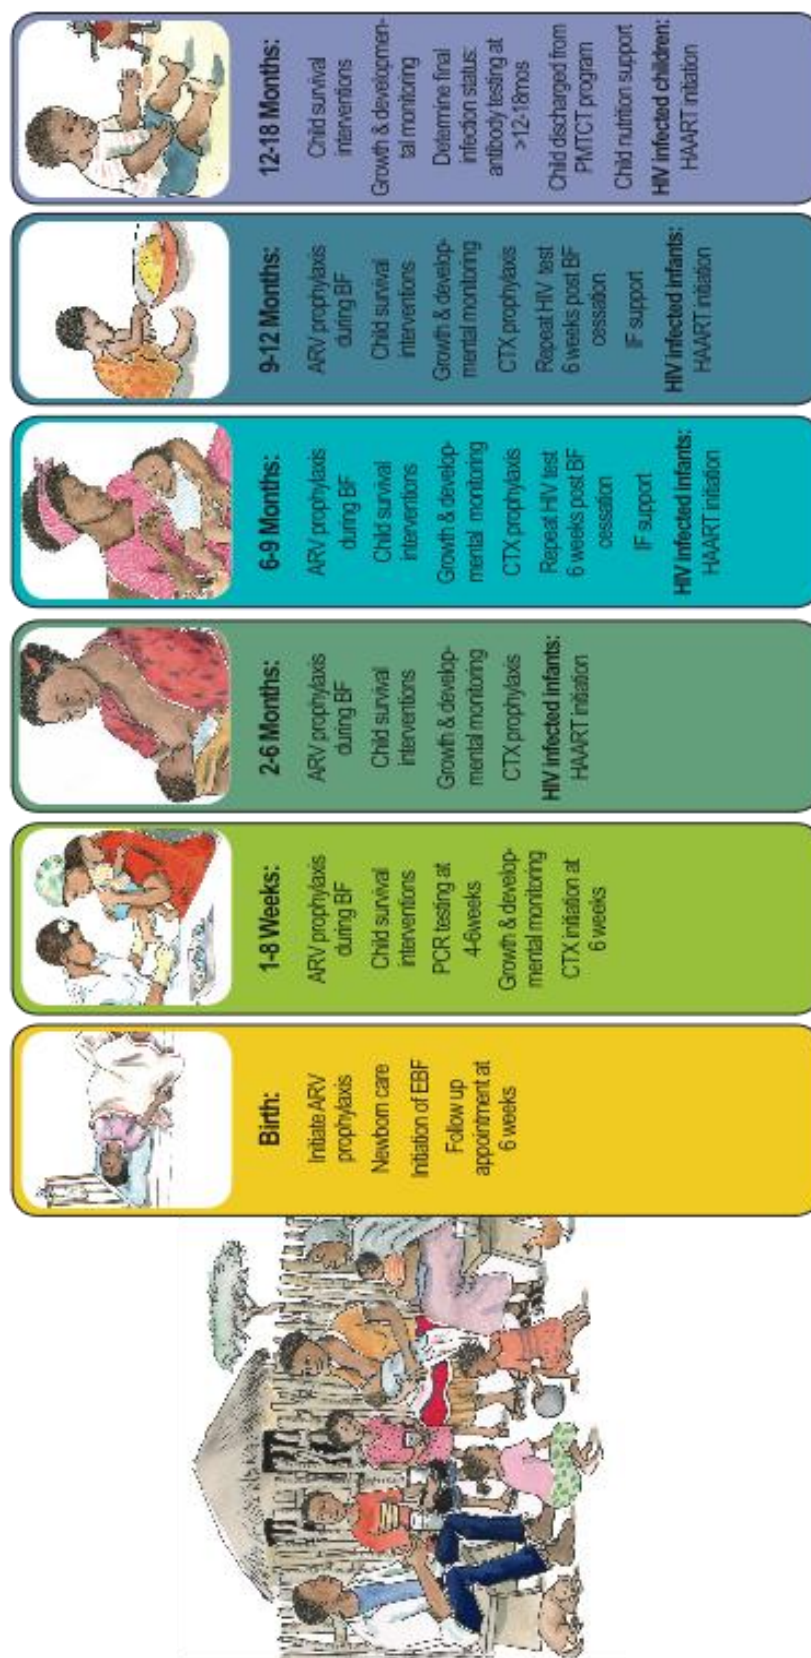 Birth:
Initiate ARV
prophylaxis
Newborn care
Initiation of EBF
Follow up
appointment at
6 weeks
1-8 Weeks:
ARV prophylaxis
during BF
Child survival
interventions
PCR testing at
4-6weeks
Growth & develop-
mental monitoring
CTX initiation at
6 weeks
2-6 Months:
ARV prophylaxis
during BF
Child survival
interventions
Growth & develop-
mental monitoring
CTX prophylaxis
HIV infected infants:
HAART initiation
6-9 Months:
ARV prophylaxis
during BF
Child survival
interventions
Growth & develop-
mental monitoring
CTX prophylaxis
Repeat HIV test
6 weeks post BF
cessation
IF support
HIV infected infants:
HAART initiation
9-12 Months:
ARV prophylaxis
during BF
Child survival
interventions
Growth & develop-
mental monitoring
CTX prophylaxis
Repeat HIV test
6 weeks post BF
cessation
IF support
HIV infected infants:
HAART initiation
12-18 Months:
Child survival
interventions
Growth & developmen-
tal monitoring
Determine final
infection status:
antibody testing at
>12-18mos
Child discharged from
PMTCT program
Child nutrition support
HIV infected children:
HAART initiation